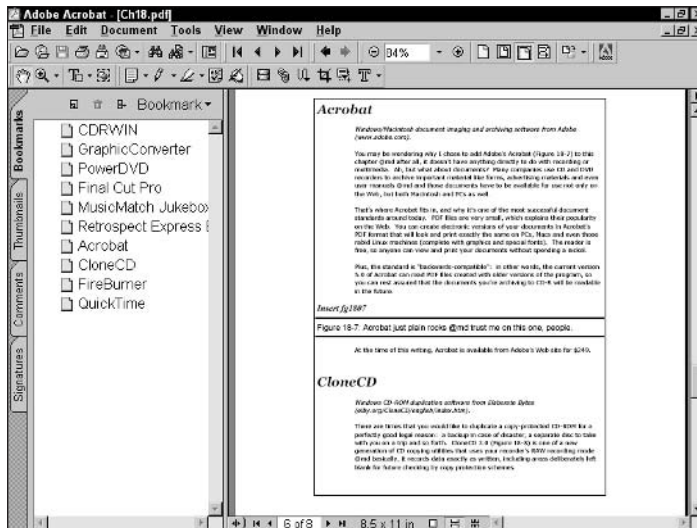 Adobe Acrobat - [Ch18.pdf]
File Edit Document Tools View Window Help
84%
Bookmark
Bookmarks
Thumbnails
Comments
Signatures
CDRWIN
GraphicConverter
PowerDVD
Final Cut Pro
MusicMatch Jukebo
Retrospect Express
Acrobat
CloneCD
FireBurner
QuickTime
Acrobat
Windows/Macintosh document imaging and archiving software from Adobe
(www.adobe.com).
You may be wondering why I chose to add Adobe's Acrobat (Figure 18-7) to this
chapter @md after all, it doesn't have anything directly to do with recording or
multimedia. Ah, but what about documents? Many companies use CD and DVD
recorders to archive important material like forms, advertising materials and even
user manuals @md and those documents have to be available for use not only on
the Web, but both Macintosh and PCs as well.
That's where Acrobat fits in, and why it's one of the most successful document
standards around today. PDF files are very small, which explains their popularity
on the Web. You can create electronic versions of your documents in Acrobat's
PDF format that will look and print exactly the same on PCs, Macs and even those
rabid Linux machines (complete with graphics and special fonts). The reader is
free, so anyone can view and print your documents without spending a nickel.
Plus, the standard is "backwards-compatible": in other words, the current version
5.0 of Acrobat can read PDF files created with older versions of the program, so
you can rest assured that the documents you're archiving to CD-R will be readable
in the future.
Insert fg1807
Figure 18-7: Acrobat just plain rocks @md trust me on this one, people.
At the time of this writing, Acrobat is available from Adobe's Web site for $249.
CloneCD
Windows CD-ROM duplication software from Elaborate Bytes
(elby.org/CloneCD/english/index.htm).
There are times that you would like to duplicate a copy-protected CD-ROM for a
perfectly good legal reason: a backup in case of disaster, a separate disc to take
with you on a trip and so forth. CloneCD 3.0 (Figure 18-8) is one of a new
generation of CD copying utilities that uses your recorder's RAW recording mode
@md basically, it records data exactly as written, including areas deliberately left
blank for future checking by copy protection schemes.
6 of 8 8.5 x 11 in